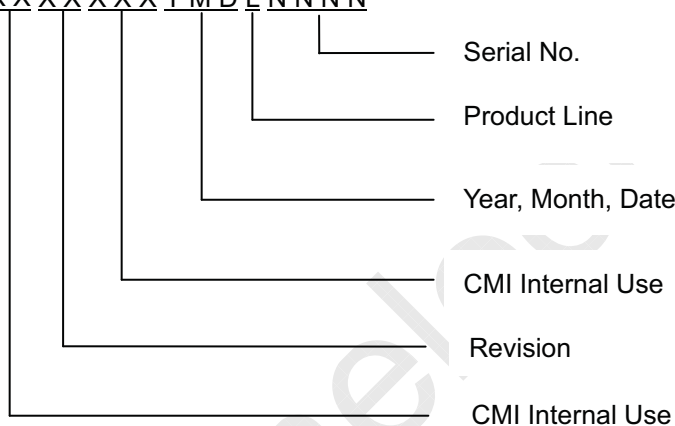 X X X X X X X Y M D L N N N N
Serial No.
Product Line
Year, Month, Date
CMI Internal Use
Revision
CMI Internal Use